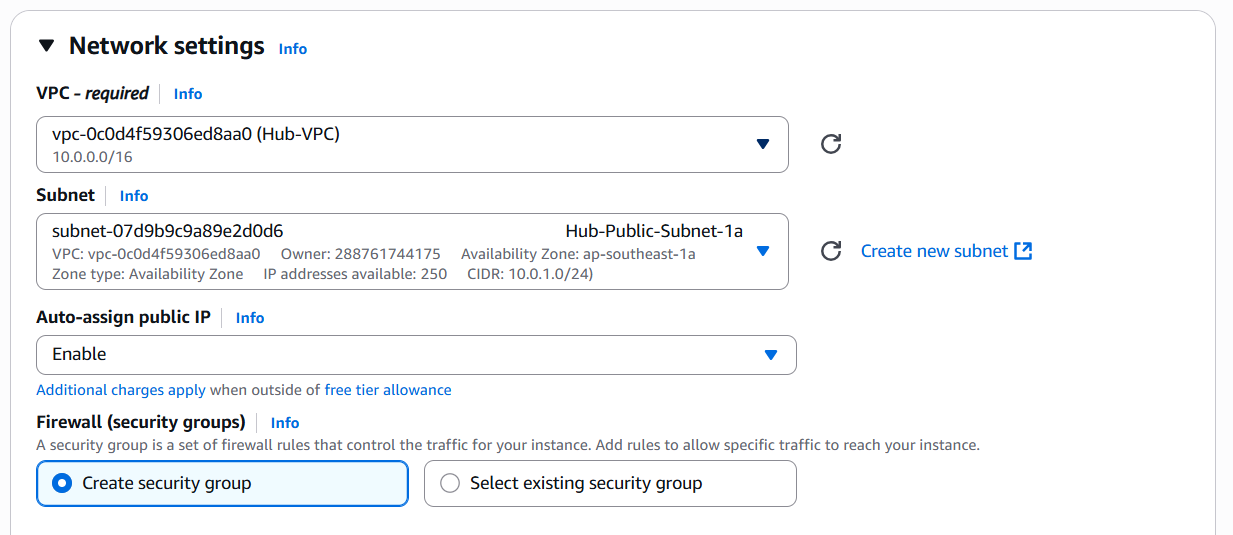 Network settings Info
VPC - required Info
vpc-0c0d4f59306ed8aa0 (Hub-VPC)
10.0.0.0/16
Subnet Info
subnet-07d9b9c9a89e2d0d6 Hub-Public-Subnet-1a
VPC: vpc-0c0d4f59306ed8aa0 Owner: 288761744175 Availability Zone: ap-southeast-1a
Zone type: Availability Zone IP addresses available: 250 CIDR: 10.0.1.0/24)
Create new subnet
Auto-assign public IP Info
Enable
Additional charges apply when outside of free tier allowance
Firewall (security groups) Info
A security group is a set of firewall rules that control the traffic for your instance. Add rules to allow specific traffic to reach your instance.
Create security group
Select existing security group